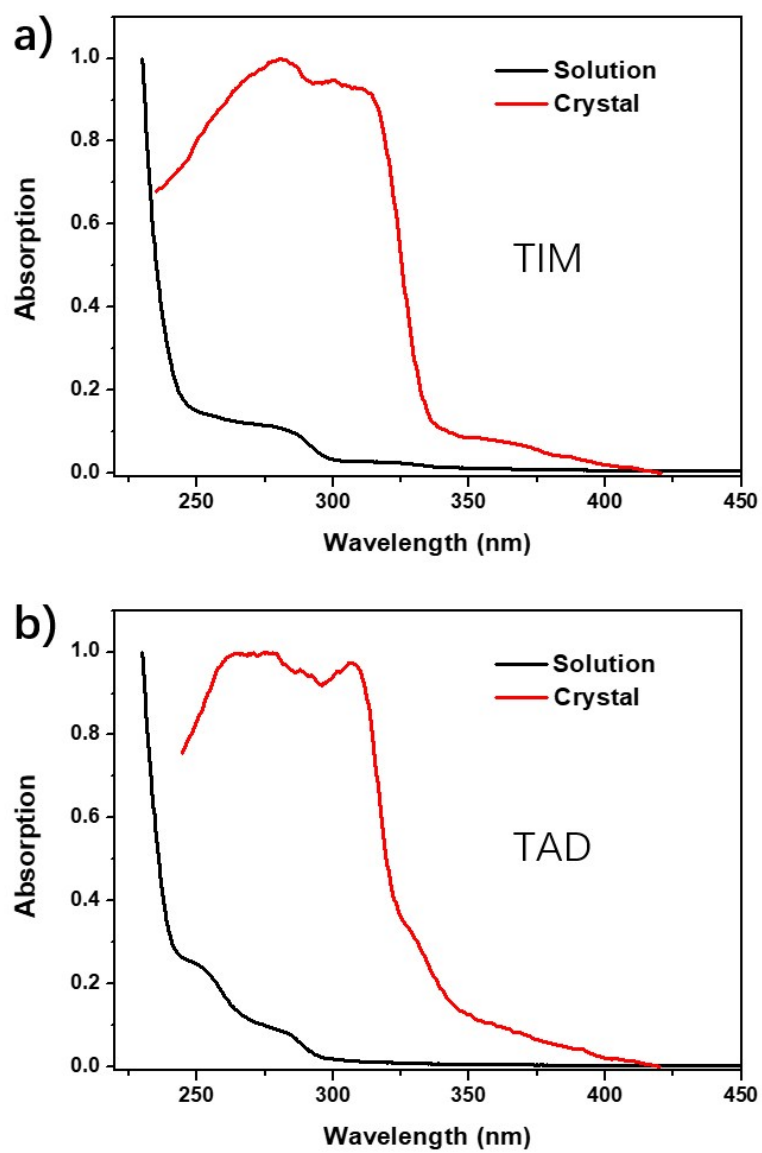 a)
1.0
0.8
0.6
0.4
0.2
0.0
Absorption
Solution
Crystal
TIM
250 300 350 400 450
Wavelength (nm)
b)
1.0
0.8
0.6
0.4
0.2
0.0
Absorption
Solution
Crystal
TAD
250 300 350 400 450
Wavelength (nm)